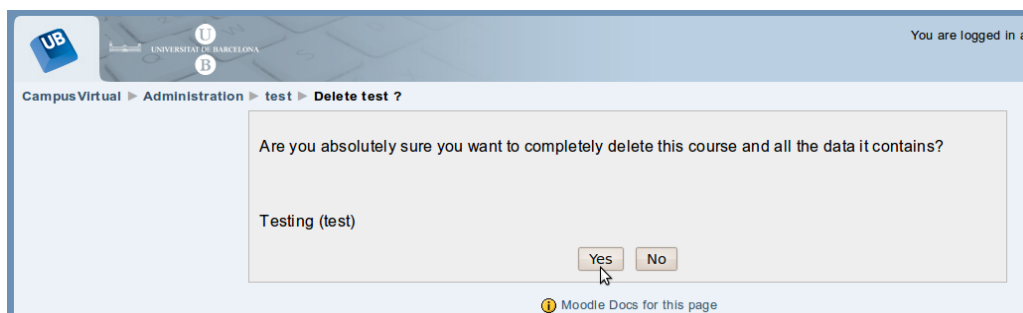 UB
U
UNIVERSITAT DE BARCELONA
B
You are logged in a
CampusVirtual ► Administration ► test ► Delete test ?
Are you absolutely sure you want to completely delete this course and all the data it contains?
Testing (test)
Yes No
Moodle Docs for this page